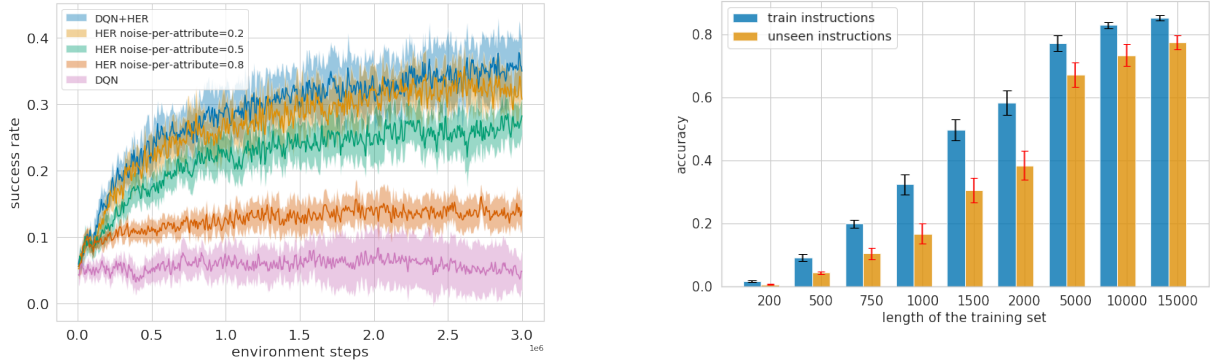 DQN+HER
HER noise-per-attribute=0.2
HER noise-per-attribute=0.5
HER noise-per-attribute=0.8
DQN
success rate
0.4
0.3
0.2
0.1
0.0
0.0 0.5 1.0 1.5 2.0 2.5 3.0
1e6
environment steps
train instructions
unseen instructions
accuracy
0.8
0.6
0.4
0.2
0.0
200 500 750 1000 1500 2000 5000 10000 15000
length of the training set